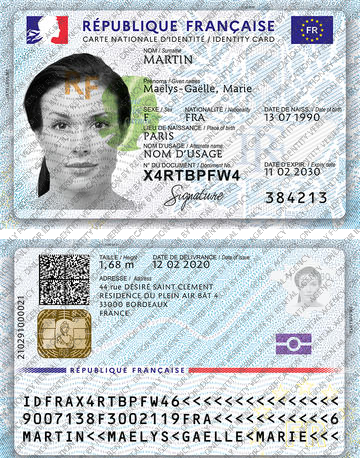 RÉPUBLIQUE FRANÇAISE
FR
CARTE NATIONALE D'IDENTITÉ / IDENTITY CARD
NOM / Surname
MARTIN
Prénoms / Given names
Maëlys-Gaëlle, Marie
SEXE / Sex NATIONALITÉ / Nationality DATE DE NAISS. / Date of birth
F FRA 13 07 1990
LIEU DE NAISSANCE / Place of birth
PARIS
NOM D'USAGE / Alternate name
NOM D'USAGE
N° DU DOCUMENT / Document No. DATE D'EXPIR. / Expiry date
X4RTBPFW4 11 02 2030
Signature 384213
RF
TAILLE / Height DATE DE DÉLIVRANCE / Date of issue
1,68 m 12 02 2020
ADRESSE / Address
44 rue DÉSIRÉ SAINT CLEMENT
RÉSIDENCE DU PLEIN AIR BÂT 4
33000 BORDEAUX
FRANCE
210291000021
RÉPUBLIQUE FRANÇAISE
IDFRAX4RTBPFW46<<<<<<<<<<<<<<<
9007138F3002119FRA<<<<<<<<<<<6
MARTIN<<MAELYS<GAELLE<MARIE<<<